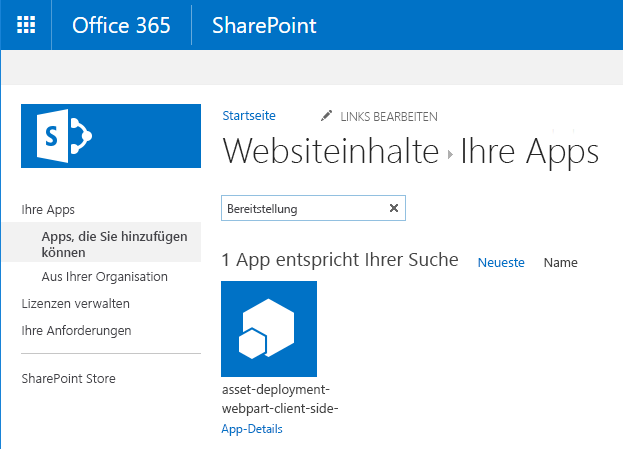 Office 365 SharePoint
S
Startseite LINKS BEARBEITEN
Websiteinhalte ▸ Ihre Apps
Bereitstellung
Ihre Apps
Apps, die Sie hinzufügen
können
Aus Ihrer Organisation
Lizenzen verwalten
Ihre Anforderungen
SharePoint Store
1 App entspricht Ihrer Suche Neueste Name
asset-deployment-
webpart-client-side-
App-Details